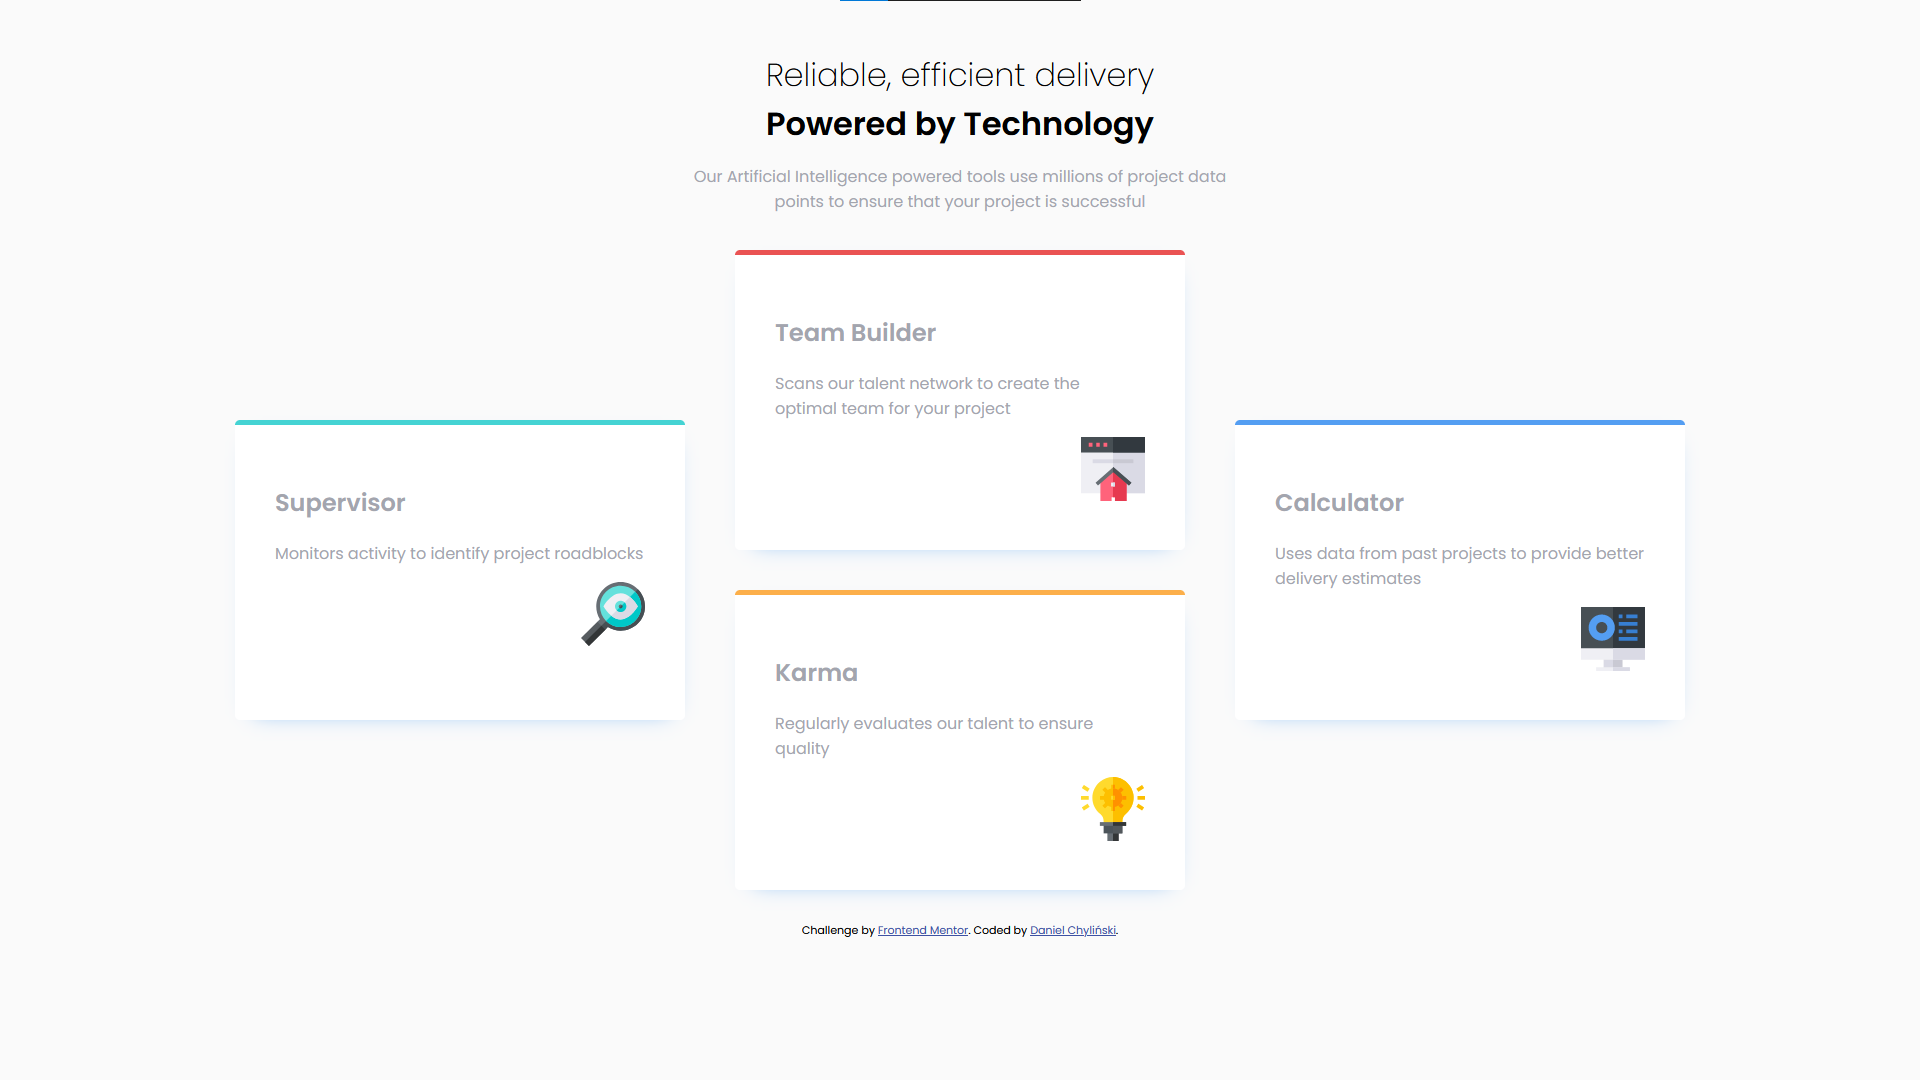 Reliable, efficient delivery
Powered by Technology
Our Artificial Intelligence powered tools use millions of project data
points to ensure that your project is successful
Supervisor
Monitors activity to identify project roadblocks
Team Builder
Scans our talent network to create the
optimal team for your project
Karma
Regularly evaluates our talent to ensure
quality
Calculator
Uses data from past projects to provide better
delivery estimates
Challenge by Frontend Mentor. Coded by Daniel Chyliński.